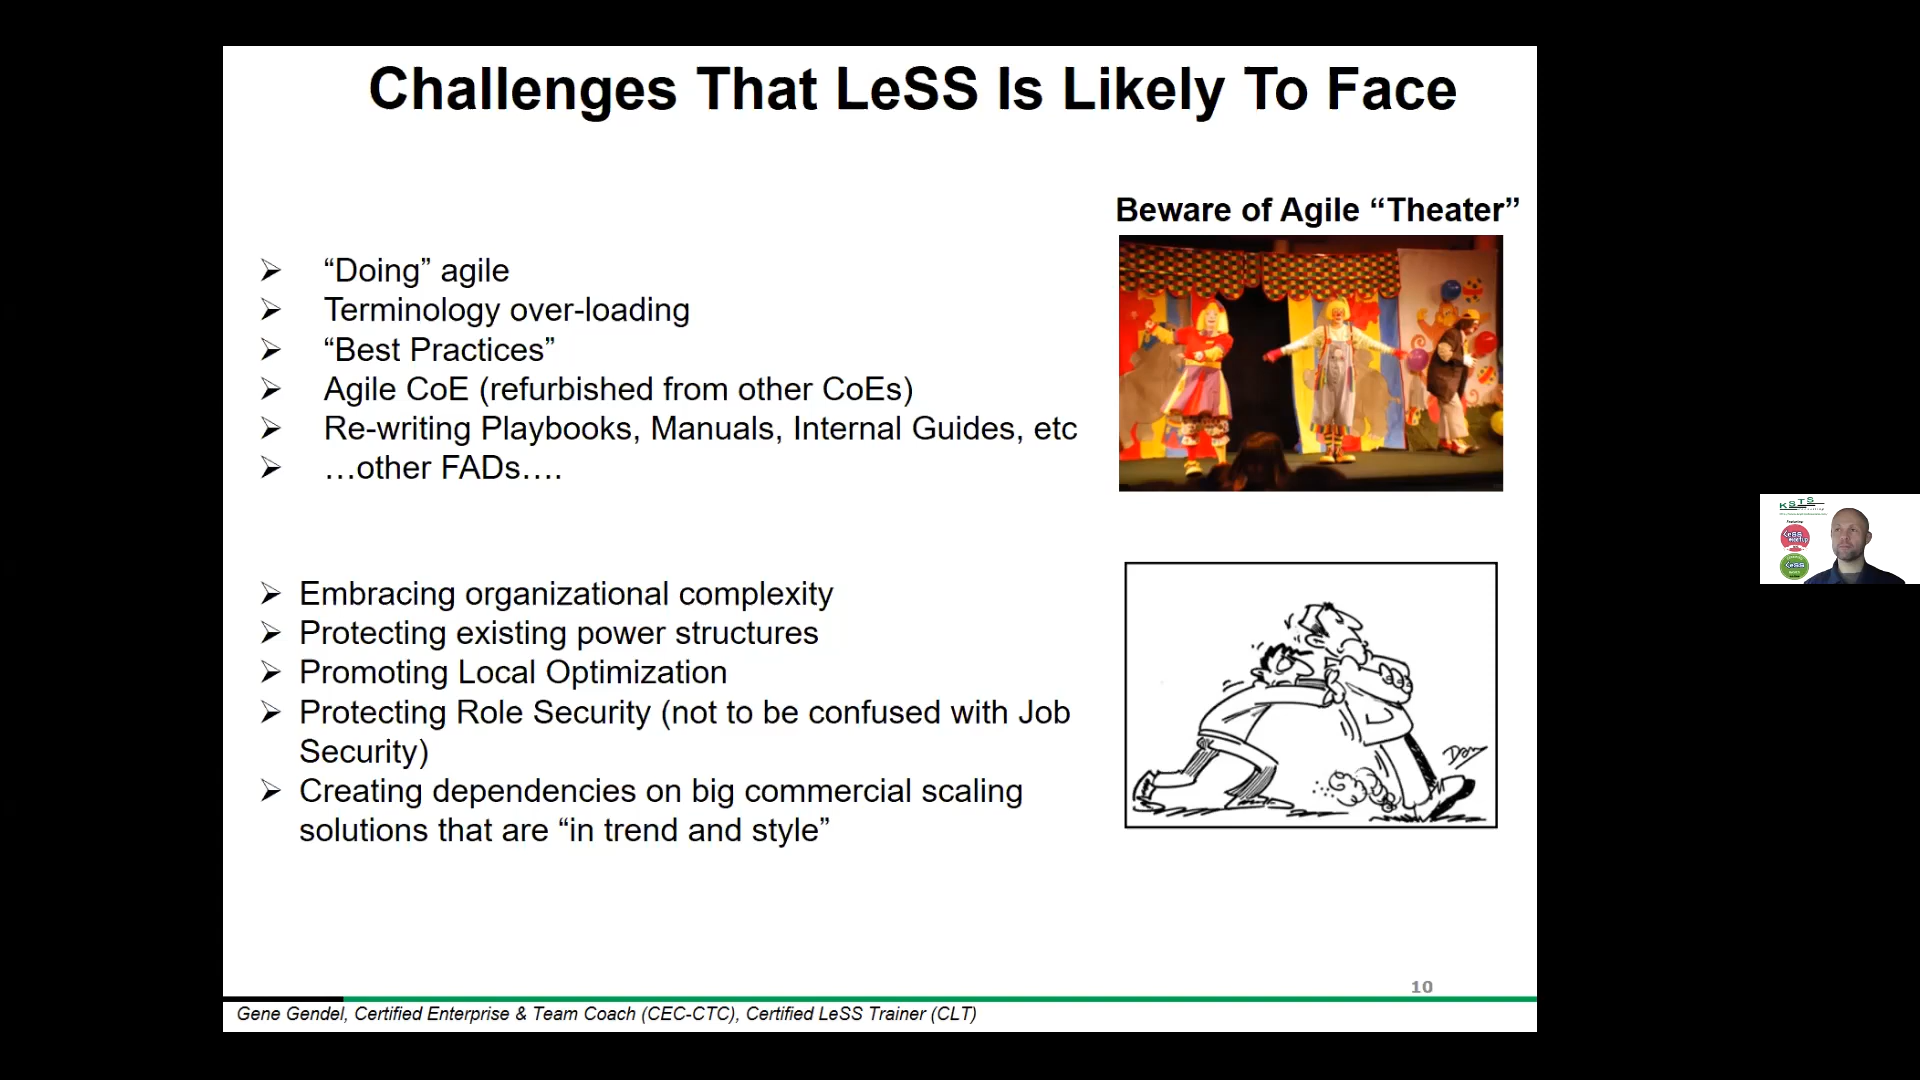 Challenges That LeSS Is Likely To Face
Beware of Agile “Theater”
“Doing” agile
Terminology over-loading
“Best Practices”
Agile CoE (refurbished from other CoEs)
Re-writing Playbooks, Manuals, Internal Guides, etc
…other FADs….
Embracing organizational complexity
Protecting existing power structures
Promoting Local Optimization
Protecting Role Security (not to be confused with Job
Security)
Creating dependencies on big commercial scaling
solutions that are “in trend and style”
10
Gene Gendel, Certified Enterprise & Team Coach (CEC-CTC), Certified LeSS Trainer (CLT)
KSTS
LeSS
LeSS